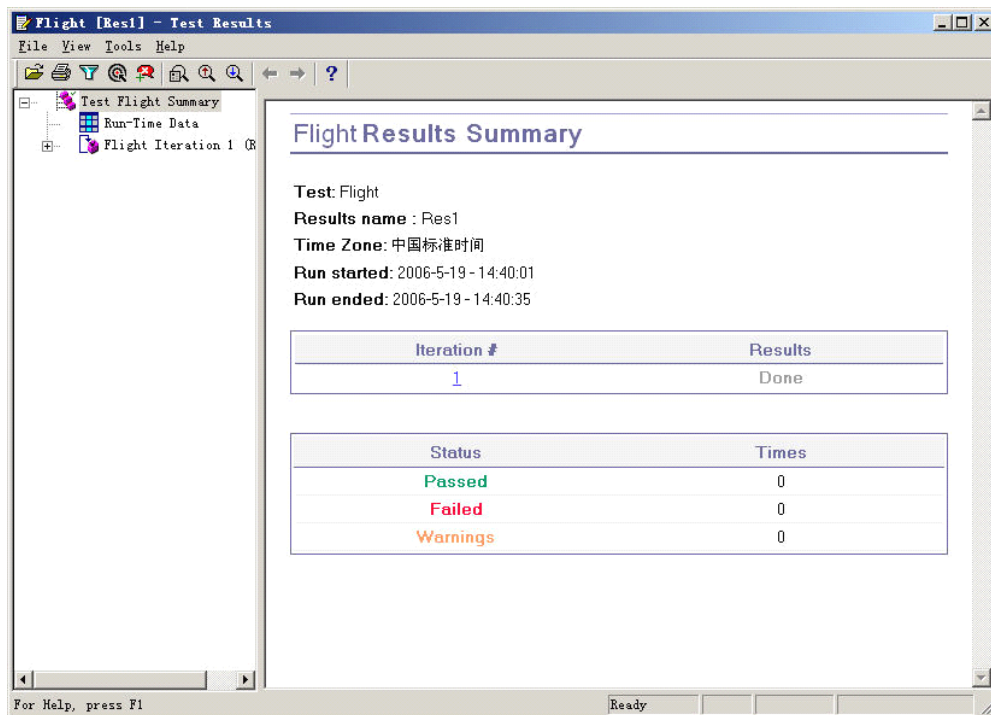 Flight [Res1] - Test Results
File View Tools Help
Test Flight Summary
Run-Time Data
Flight Iteration 1 (R
Flight Results Summary
Test: Flight
Results name : Res1
Time Zone: 中国标准时间
Run started: 2006-5-19 - 14:40:01
Run ended: 2006-5-19 - 14:40:35
Iteration # Results
1 Done
Status Times
Passed 0
Failed 0
Warnings 0
For Help, press F1 Ready